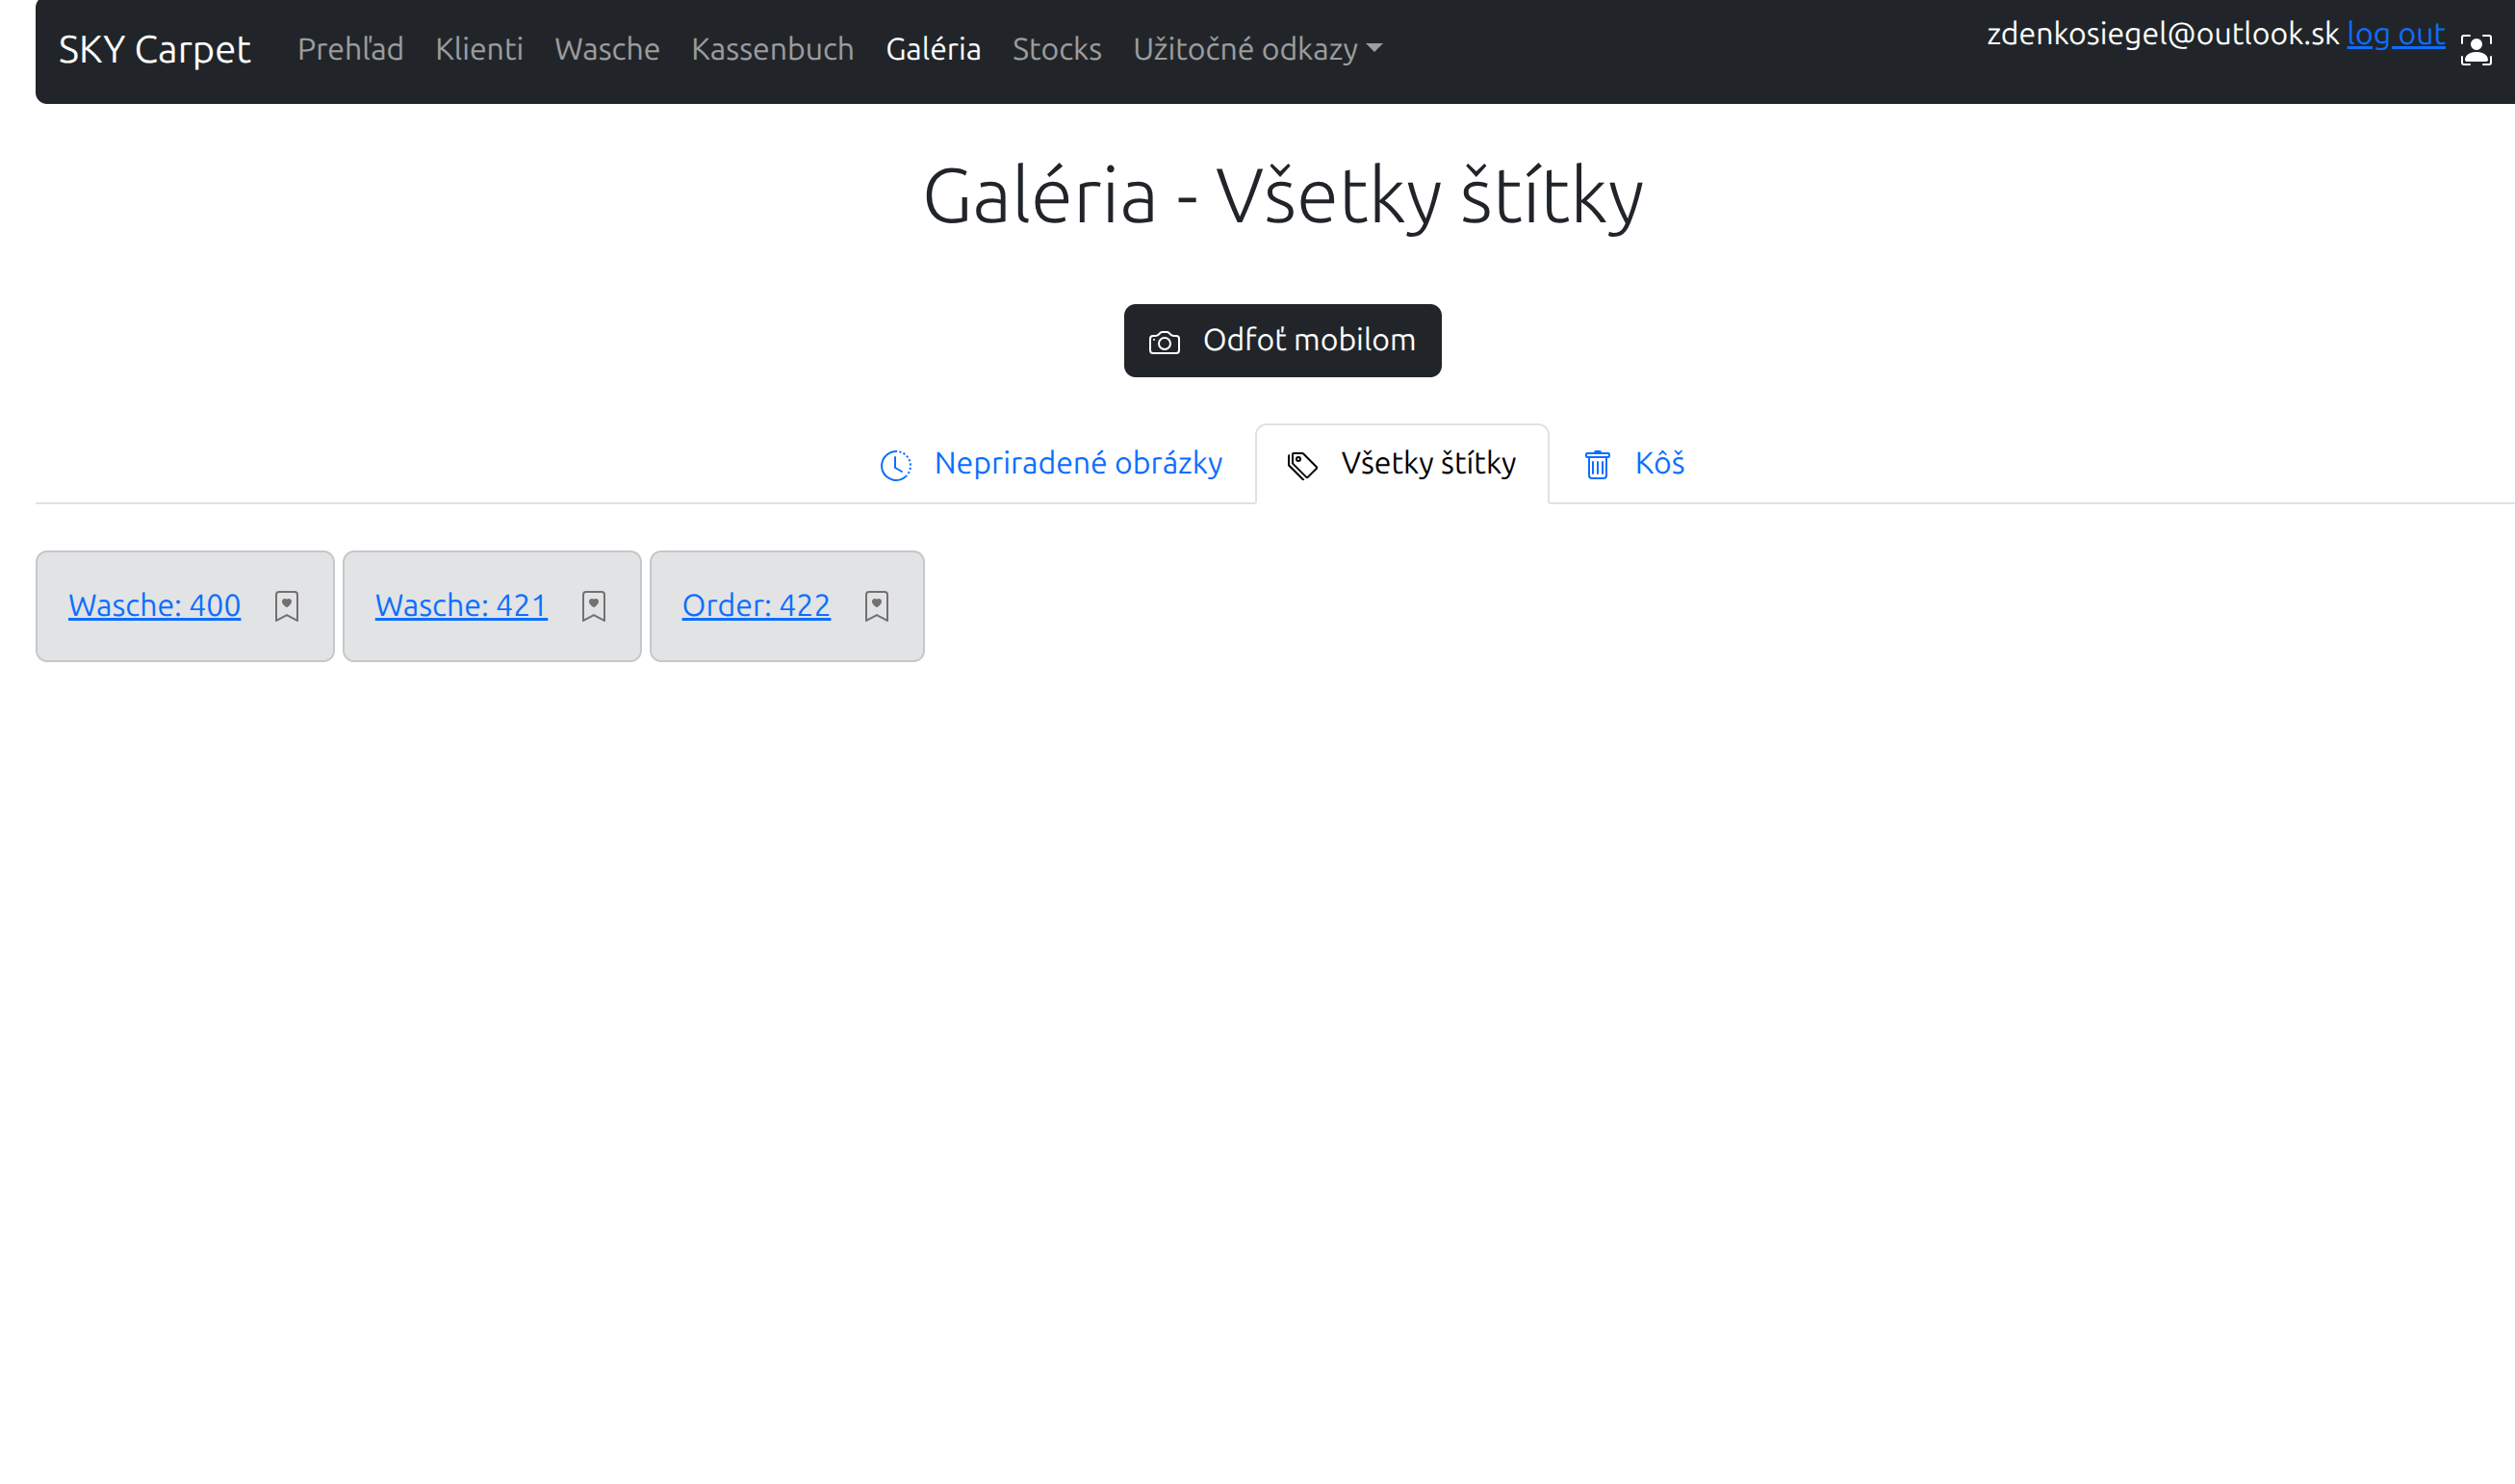 SKY Carpet Prehľad Klienti Wasche Kassenbuch Galéria Stocks Užitočné odkazy zdenkosiegel@outlook.sk log out
Galéria - Všetky štítky
Odfoť mobilom
Nepriradené obrázky Všetky štítky Kôš
Wasche: 400 Wasche: 421 Order: 422